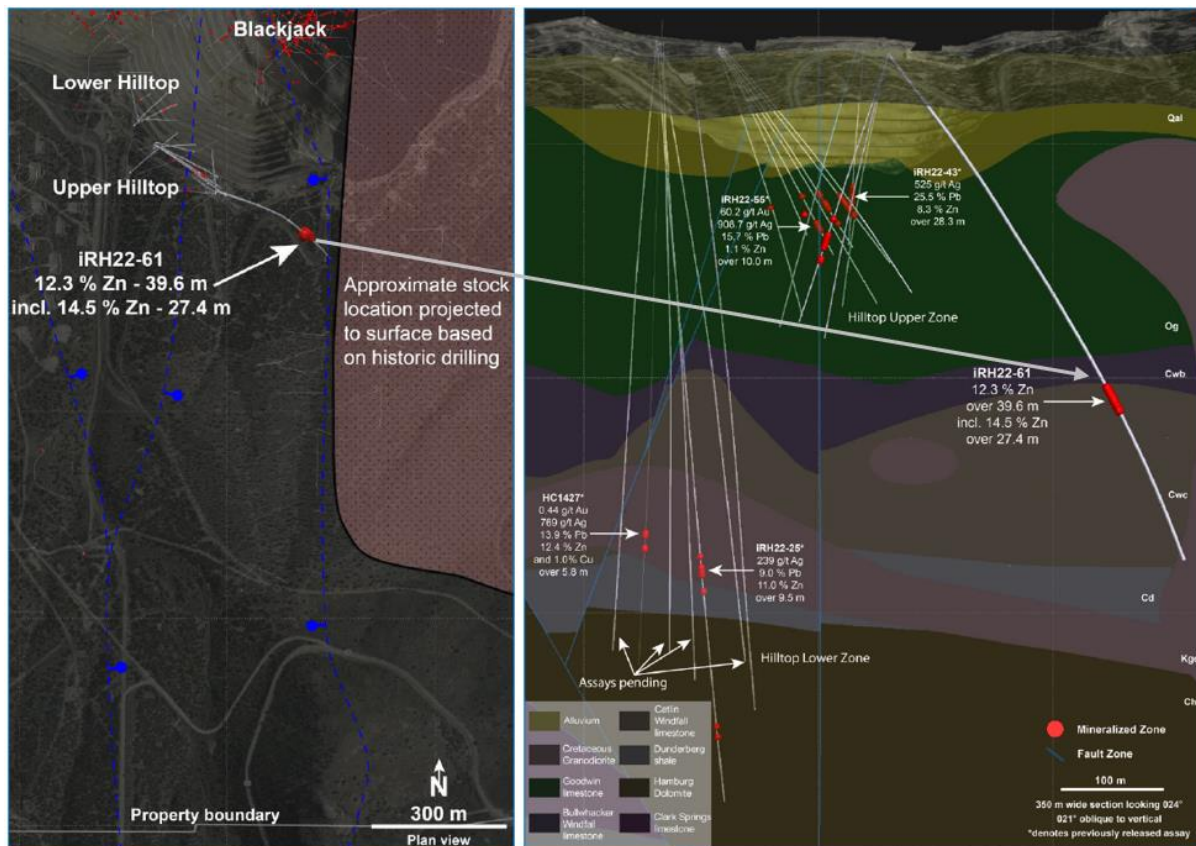 Blackjack
Lower Hilltop
Upper Hilltop
iRH22-61
12.3 % Zn - 39.6 m
incl. 14.5 % Zn - 27.4 m
Approximate stock
location projected
to surface based
on historic drilling
N
300 m
Property boundary
Plan view
Qal
iRH22-43*
525 g/t Ag
25.5 % Pb
8.3 % Zn
over 28.3 m
iRH22-55*
60.2 g/t Au
908.7 g/t Ag
15.7 % Pb
1.1 % Zn
over 10.0 m
Hilltop Upper Zone
Og
Cwb
iRH22-61
12.3 % Zn
over 39.6 m
incl. 14.5 % Zn
over 27.4 m
Cwc
HC1427*
0.44 g/t Au
769 g/t Ag
13.9 % Pb
12.4 % Zn
and 1.0% Cu
over 5.8 m
iRH22-25*
239 g/t Ag
9.0 % Pb
11.0 % Zn
over 9.5 m
Cd
Hilltop Lower Zone
Assays pending
Ch
Alluvium
Cretaceous
Granodiorite
Goodwin
limestone
Bullwhacker
Windfall
limestone
Catlin
Windfall
limestone
Dunderberg
shale
Hamburg
Dolomite
Clark Springs
limestone
Mineralized Zone
Fault Zone
100 m
350 m wide section looking 024°
021° oblique to vertical
*denotes previously released assay